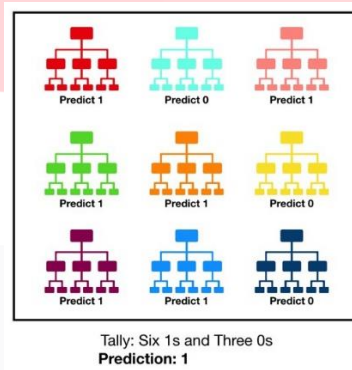 Predict 1 Predict 0 Predict 1
Predict 1 Predict 1 Predict 0
Predict 1 Predict 1 Predict 0
Tally: Six 1s and Three 0s
Prediction: 1